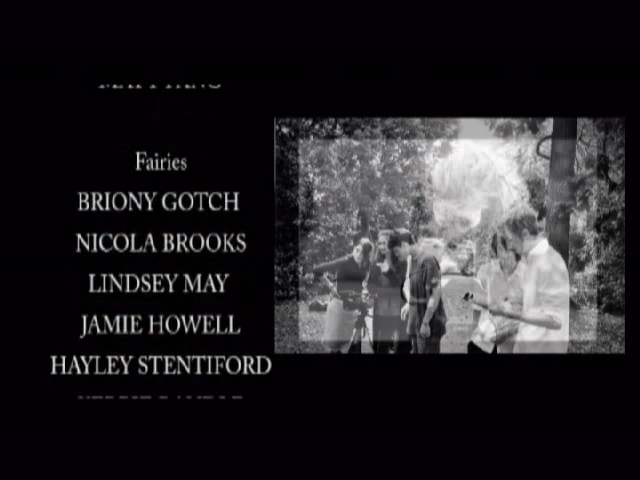 Fairies
BRIONY GOTCH
NICOLA BROOKS
LINDSEY MAY
JAMIE HOWELL
HAYLEY STENTIFORD